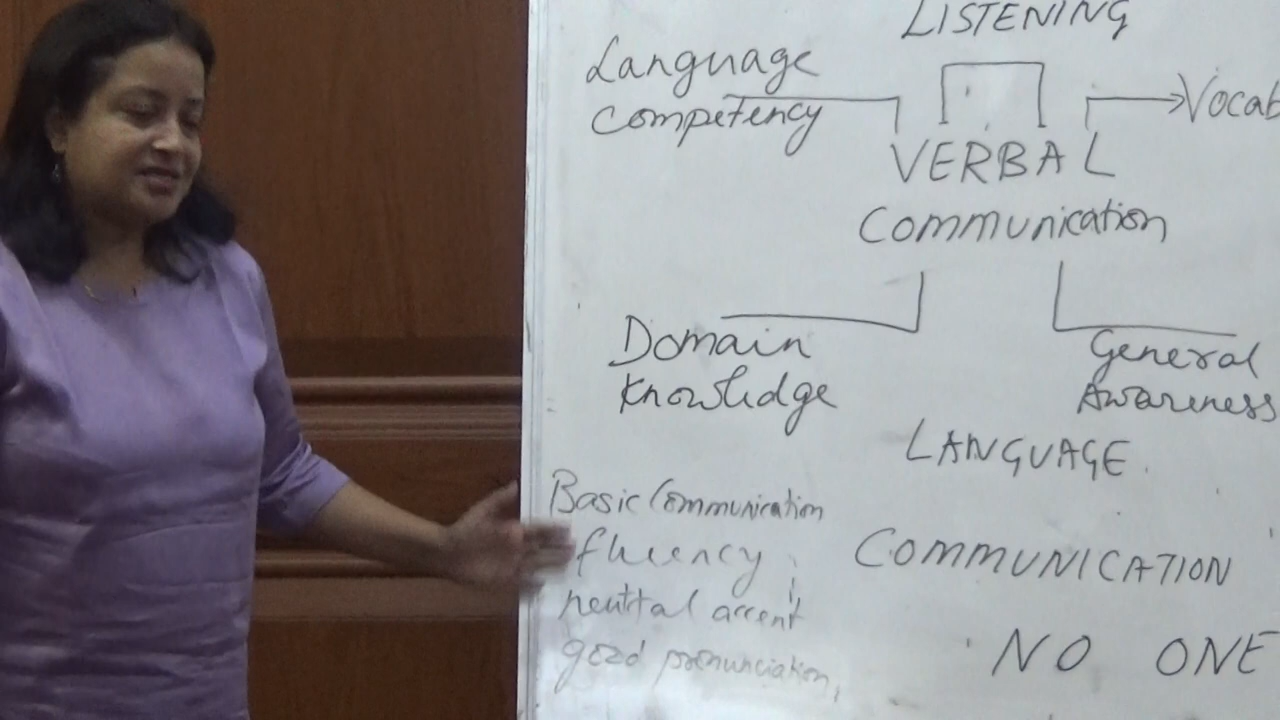 LISTENING
Language
Competency
Vocab
VERBAL
Communication
Domain
Knowledge
General
Awareness
LANGUAGE.
Basic Communication
fluency,
COMMUNICATION
neutral accent
good pronunciation,
NO ONE